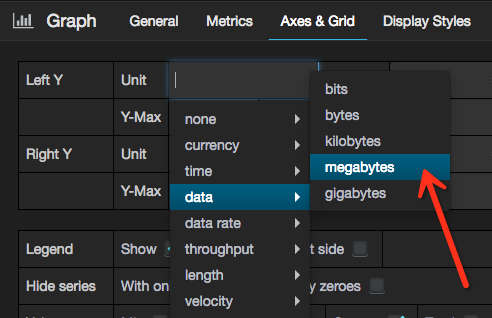 Graph General Metrics Axes & Grid Display Styles
Left Y Unit
bits
Y-Max none bytes
currency kilobytes
Right Y Unit time megabytes
Y-Max data gigabytes
data rate
Legend Show throughput side
length
Hide series With zeroes
velocity